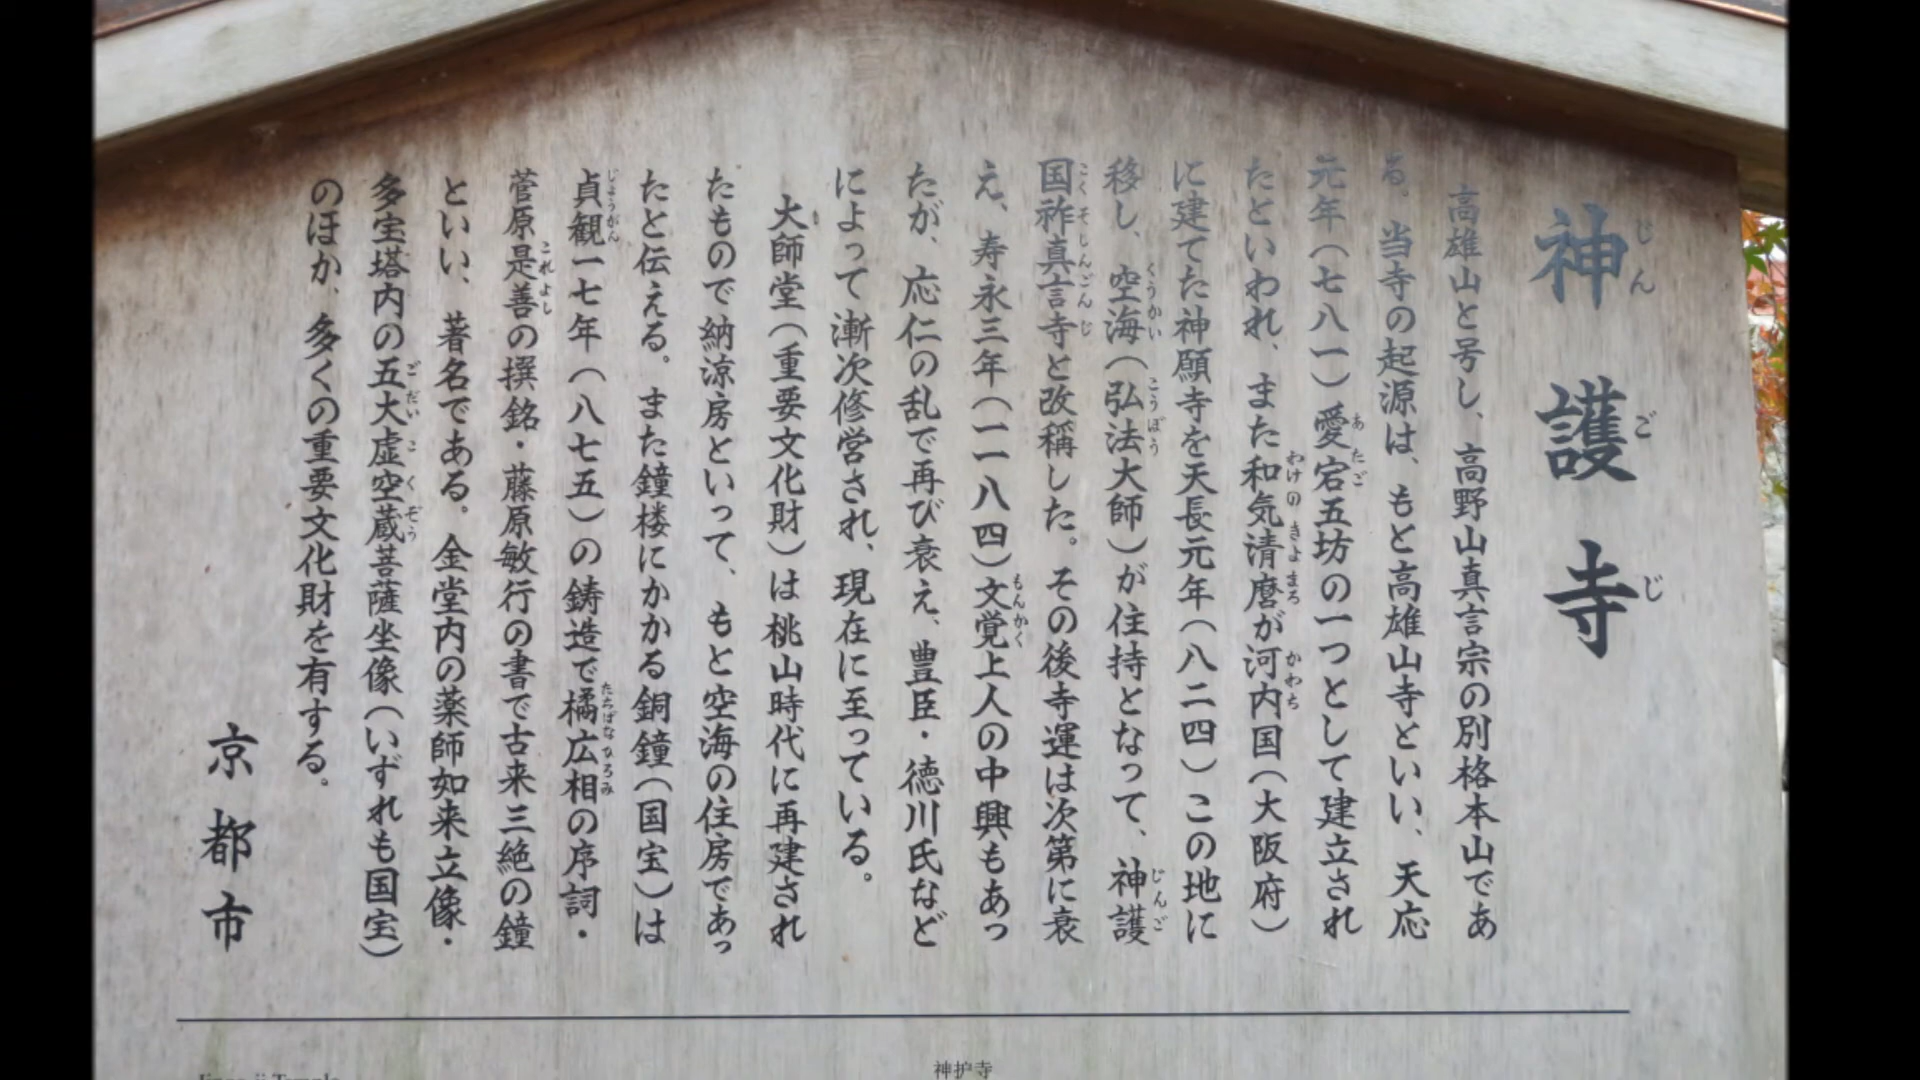 神護寺
高雄山と号し、高野山真言宗の別格本山であ
る。当寺の起源は、もと高雄山寺といい、天応
元年(七八一)愛宕五坊の一つとして建立され
たといわれ、また和気清麿が河内国(大阪府)
に建てた神願寺を天長元年(八二四)この地に
移し、空海(弘法大師)が住持となって、神護
国祚真言寺と改稱した。その後寺運は次第に衰
え、寿永三年(一一八四)文覚上人の中興もあっ
たが、応仁の乱で再び衰え、豊臣・徳川氏など
によって漸次修営され、現在に至っている。
大師堂(重要文化財)は桃山時代に再建され
たもので納涼房といって、もと空海の住房であっ
たと伝える。また鐘楼にかかる銅鐘(国宝)は
貞観一七年(八七五)の鋳造で橘広相の序詞・
菅原是善の撰銘・藤原敏行の書で古来三絶の鐘
といい、著名である。金堂内の薬師如来立像・
多宝塔内の五大虚空蔵菩薩坐像(いずれも国宝)
のほか、多くの重要文化財を有する。
京都市
神护寺